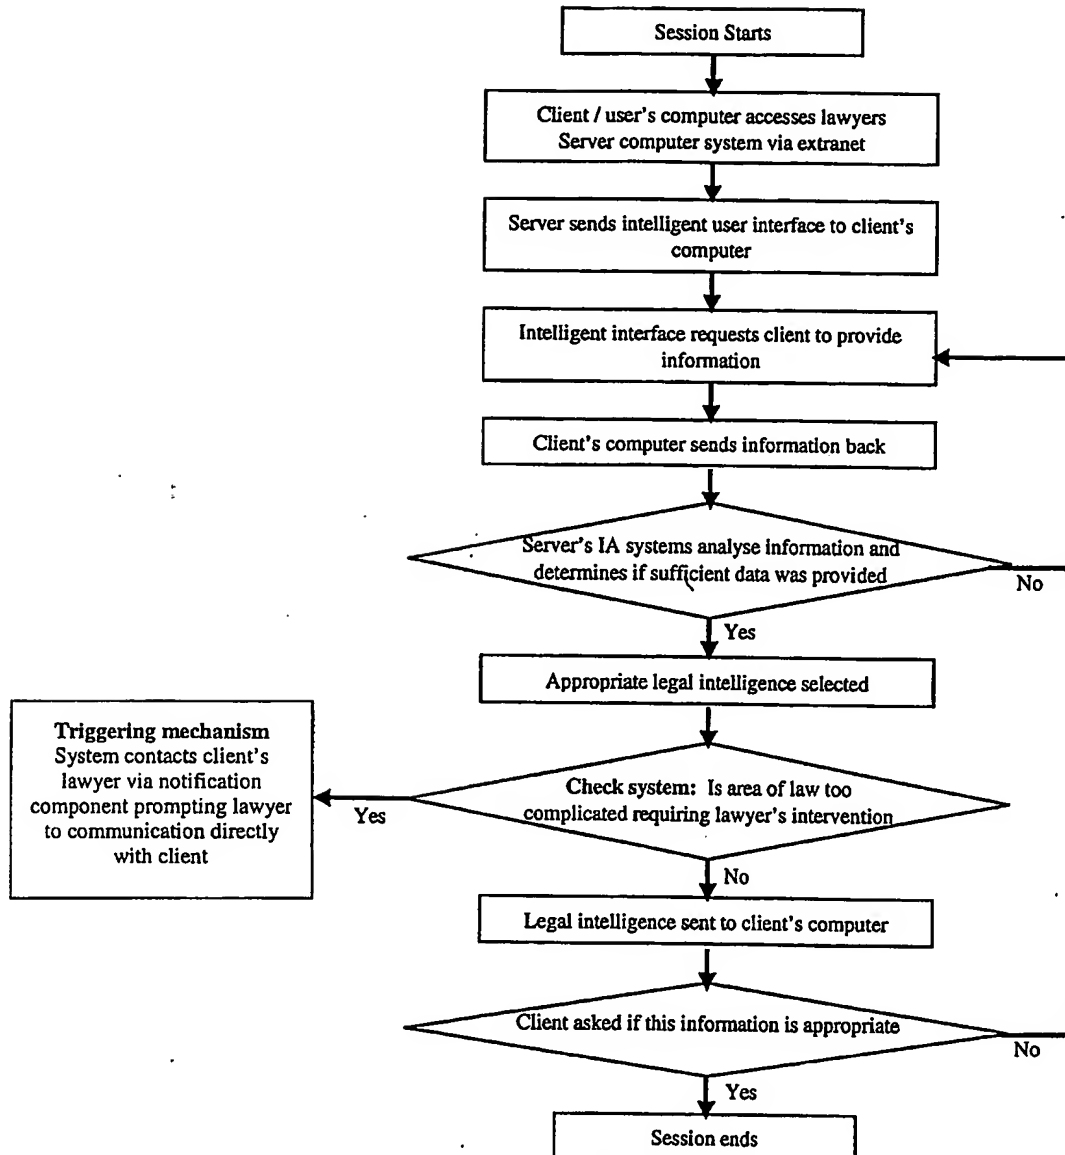 Session Starts
Client / user's computer accesses lawyers
Server computer system via extranet
Server sends intelligent user interface to client's
computer
Intelligent interface requests client to provide
information
Client's computer sends information back
Server's IA systems analyse information and
determines if sufficient data was provided
No
Yes
Appropriate legal intelligence selected
Triggering mechanism
System contacts client's
lawyer via notification
component prompting lawyer
to communication directly
with client
Yes
Check system: Is area of law too
complicated requiring lawyer's intervention
No
Legal intelligence sent to client's computer
Client asked if this information is appropriate
No
Yes
Session ends